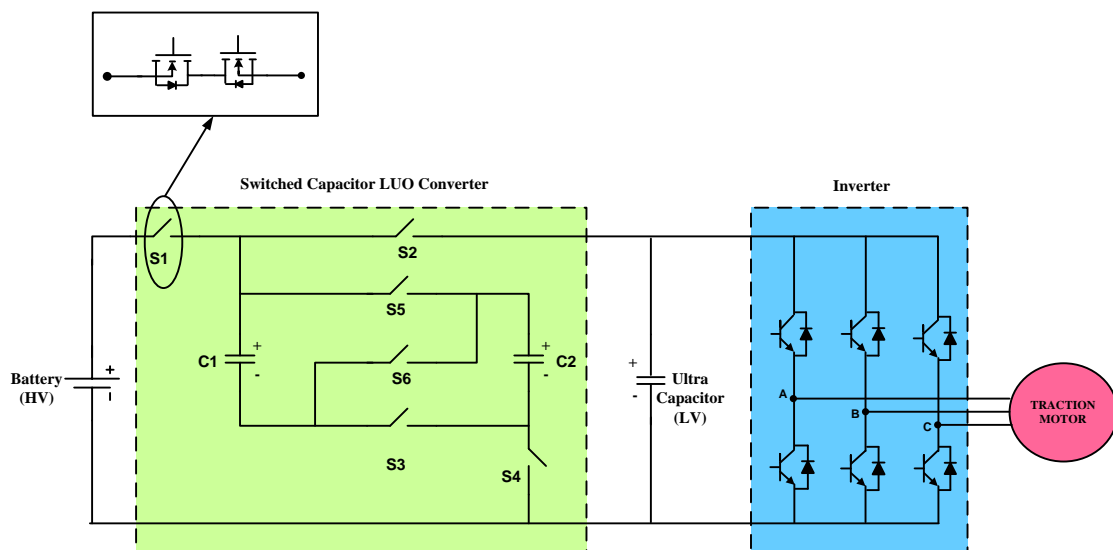 Switched Capacitor LUO Converter
Inverter
S1
S2
S5
C1
+
-
S6
+
-
C2
S3
S4
Battery
(HV)
+
-
+
-
Ultra
Capacitor
(LV)
A
B
C
TRACTION
MOTOR